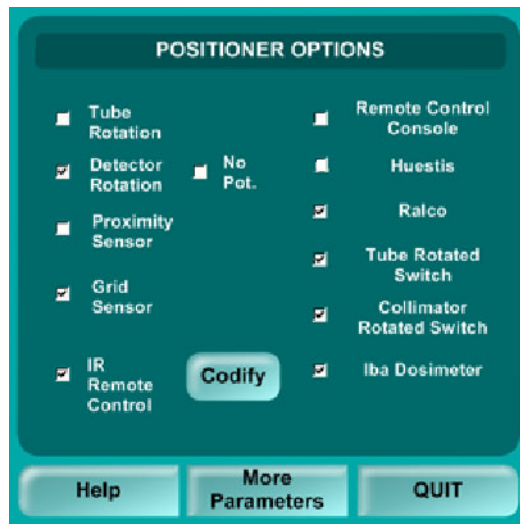 POSITIONER OPTIONS
Tube
Rotation
Detector
Rotation
No
Pot.
Proximity
Sensor
Grid
Sensor
IR
Remote
Control
Codify
Remote Control
Console
Huestis
Ralco
Tube Rotated
Switch
Collimator
Rotated Switch
Iba Dosimeter
Help
More
Parameters
QUIT